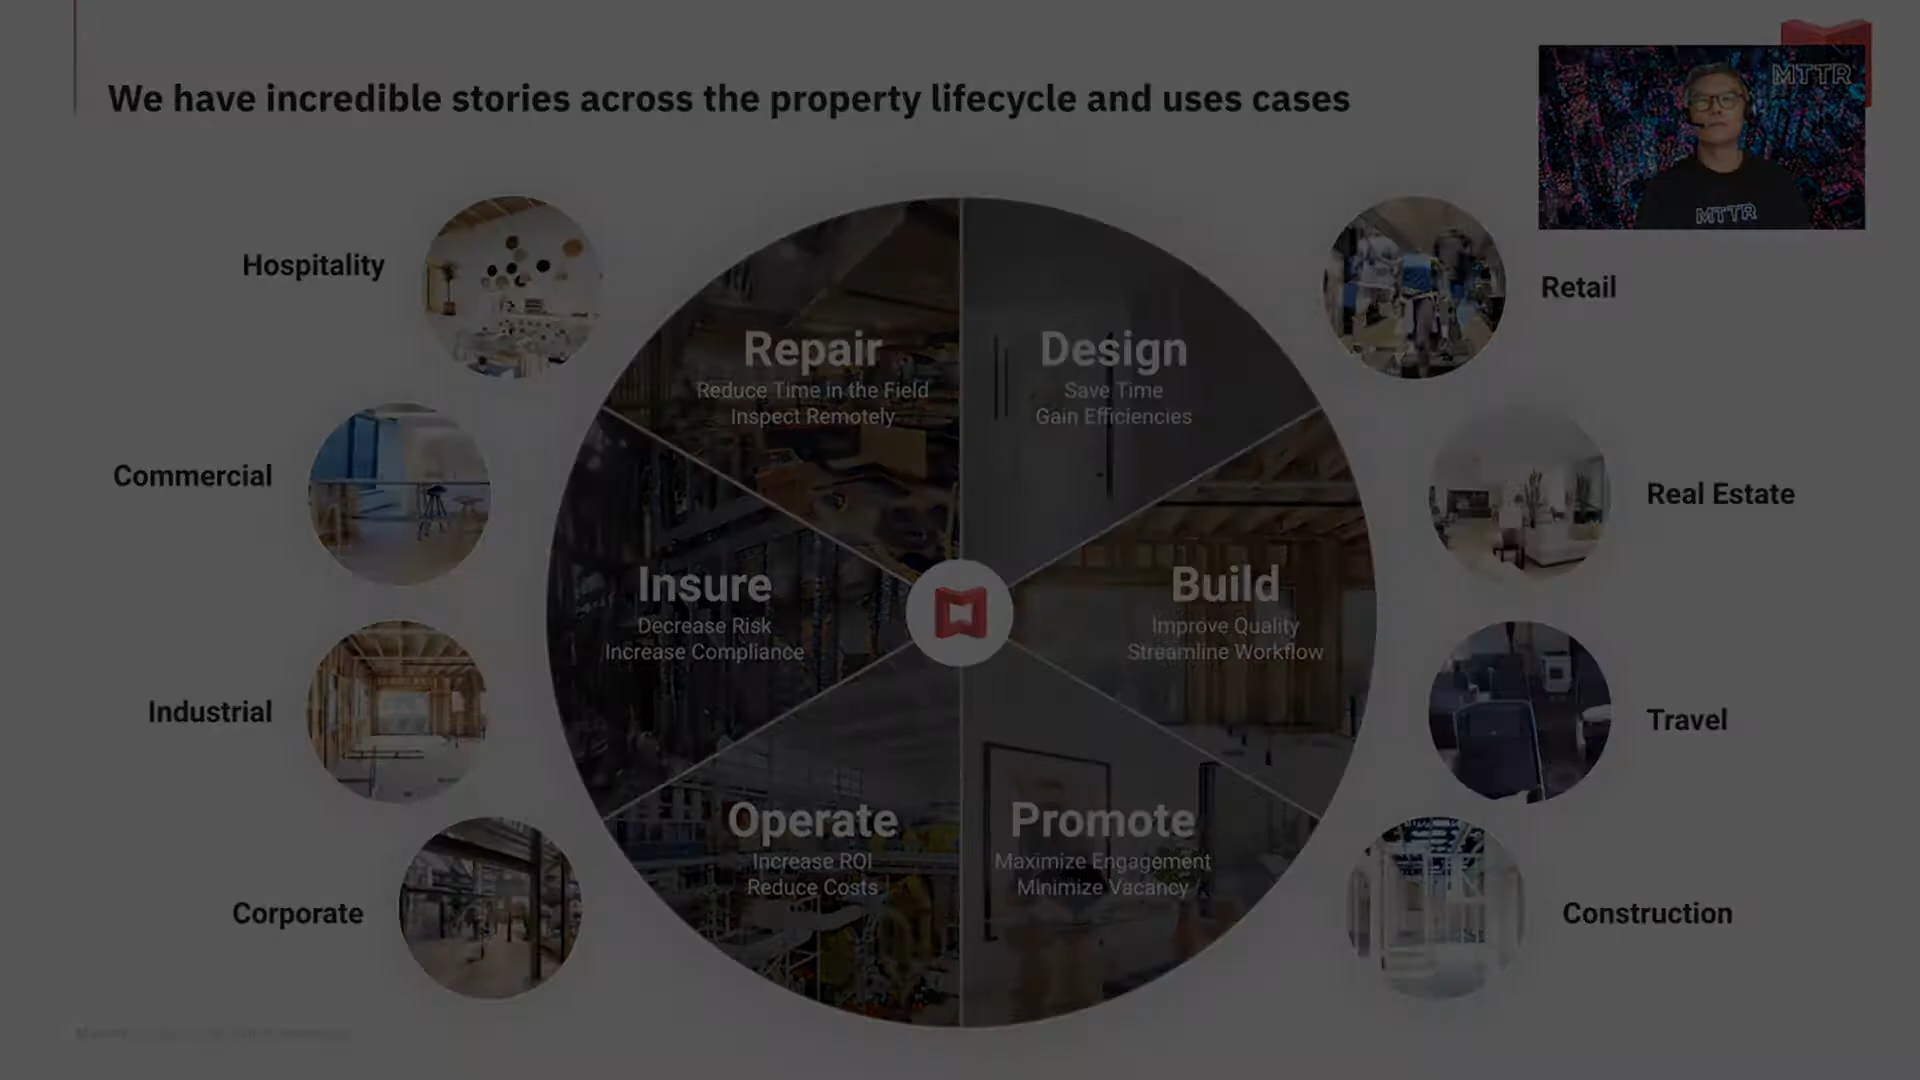 We have incredible stories across the property lifecycle and uses cases
MTTR
MTTR
Hospitality
Commercial
Industrial
Corporate
Repair
Reduce Time in the Field
Inspect Remotely
Design
Save Time
Gain Efficiencies
Insure
Decrease Risk
Increase Compliance
Build
Improve Quality
Streamline Workflow
Operate
Increase ROI
Reduce Costs
Promote
Maximize Engagement
Minimize Vacancy
Retail
Real Estate
Travel
Construction